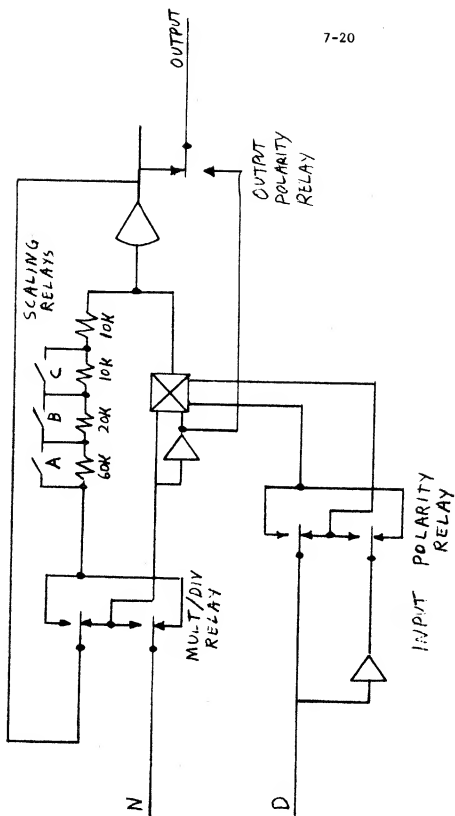 7-20
OUTPUT
OUTPUT
POLARITY
RELAY
SCALING
RELAYS
A
B
C
60K
20K
10K
10K
MULT/DIV
RELAY
N
D
INPUT POLARITY
RELAY